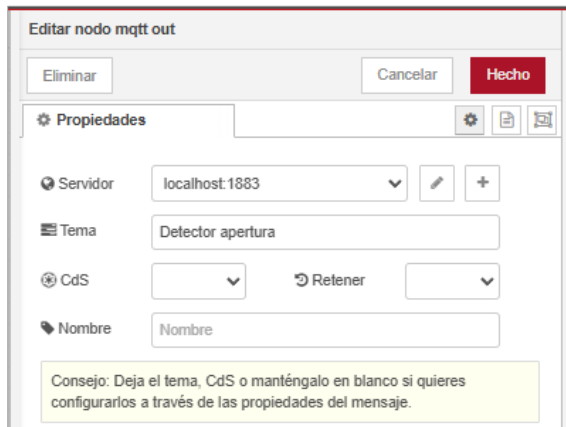 Editar nodo mqtt out
Eliminar
Cancelar
Hecho
Propiedades
Servidor
localhost:1883
Tema
Detector apertura
CdS
Retener
Nombre
Nombre
Consejo: Deja el tema, CdS o manténgalo en blanco si quieres
configurarlos a través de las propiedades del mensaje.